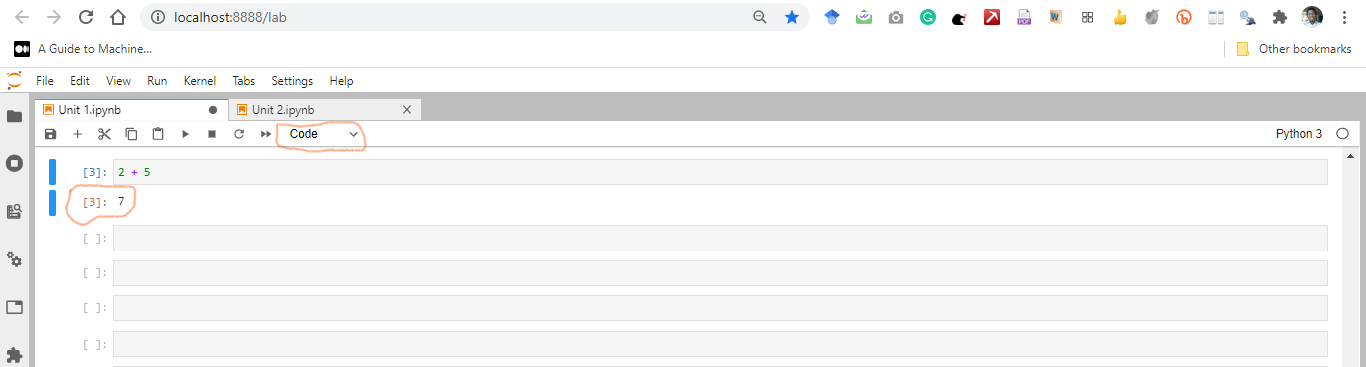 localhost:8888/lab
A Guide to Machine...
Other bookmarks
File Edit View Run Kernel Tabs Settings Help
Unit 1.ipynb
Unit 2.ipynb
Code
Python 3
[3]: 2 + 5
[3]: 7
[ ]:
[ ]:
[ ]:
[ ]: